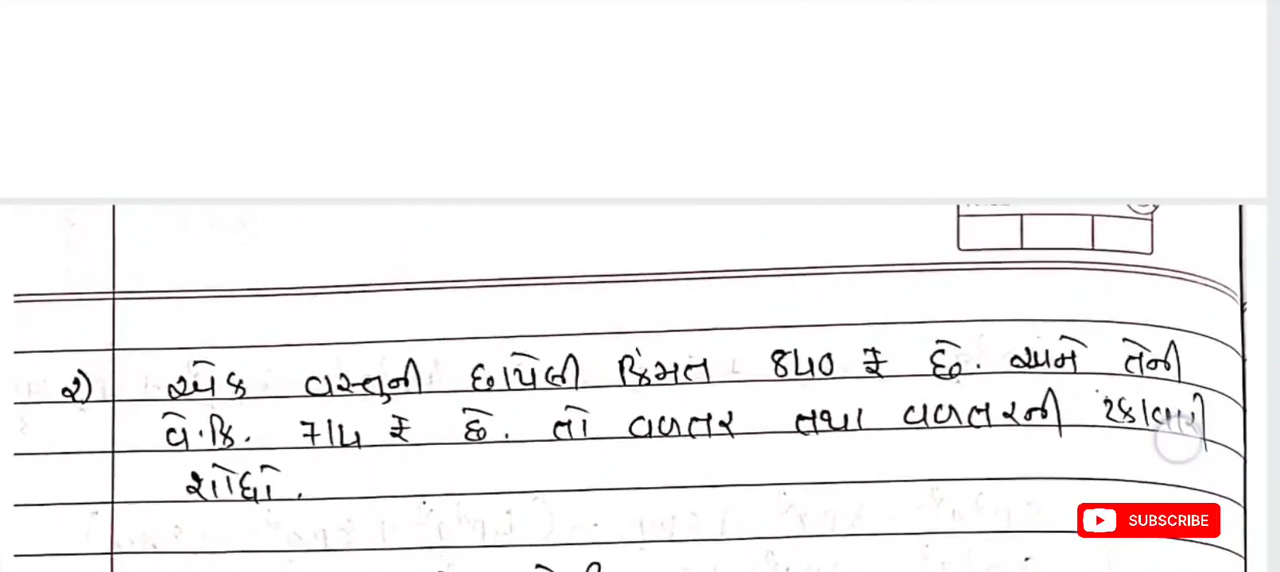 ૨) એક વસ્તુની છાપેલી કિંમત 840 ₹ છે. અને તેની
વે.કિ. 714 ₹ છે. તો વળતર તથા વળતરની ટકાવારી
શોધો.
SUBSCRIBE